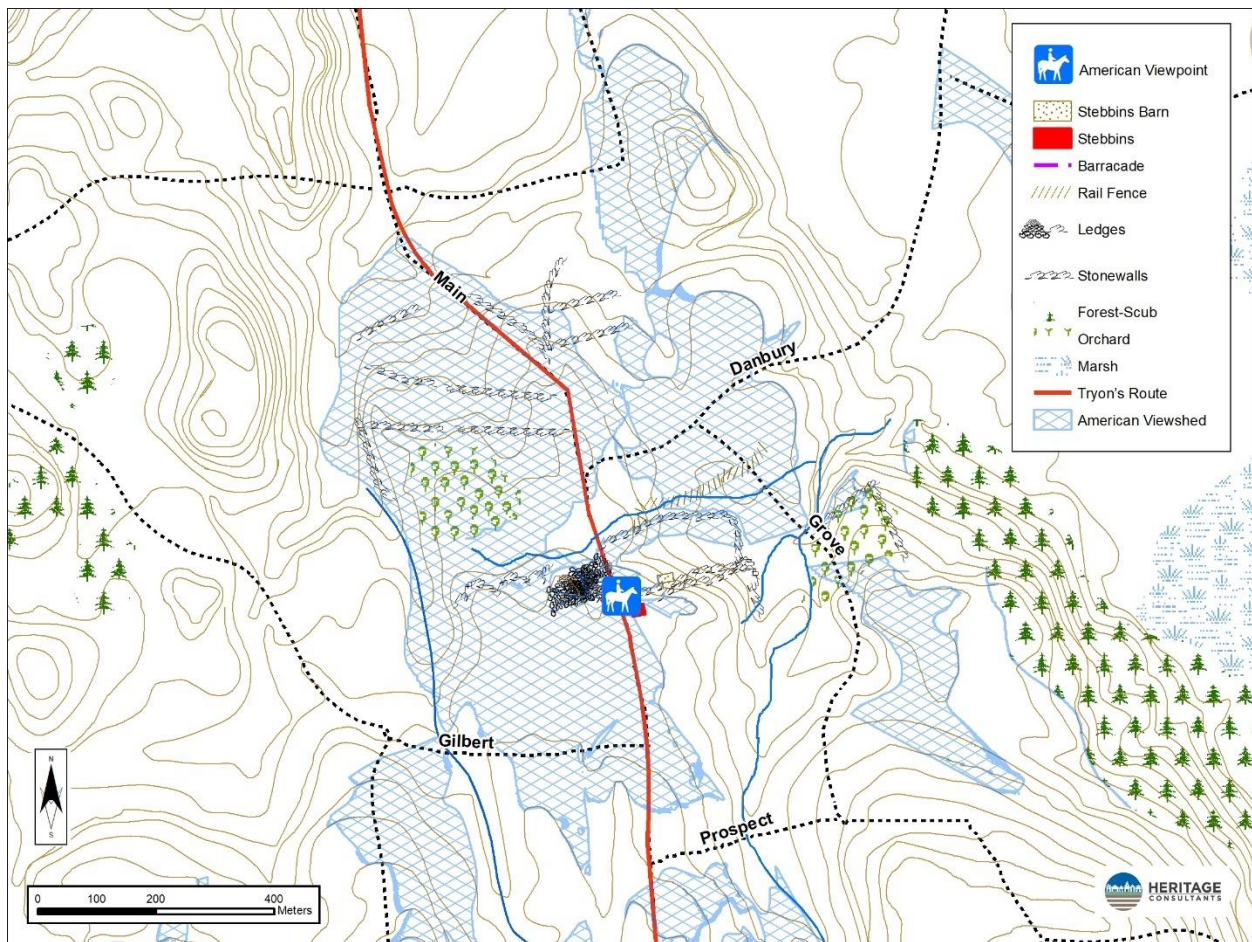 American Viewpoint
Stebbins Barn
Stebbins
Barracade
Rail Fence
Ledges
Stonewalls
Forest-Scub
Orchard
Marsh
Tryon's Route
American Viewshed
Main
Danbury
Grove
Gilbert
Prospect
N
S
0 100 200 400
Meters
HERITAGE
CONSULTANTS